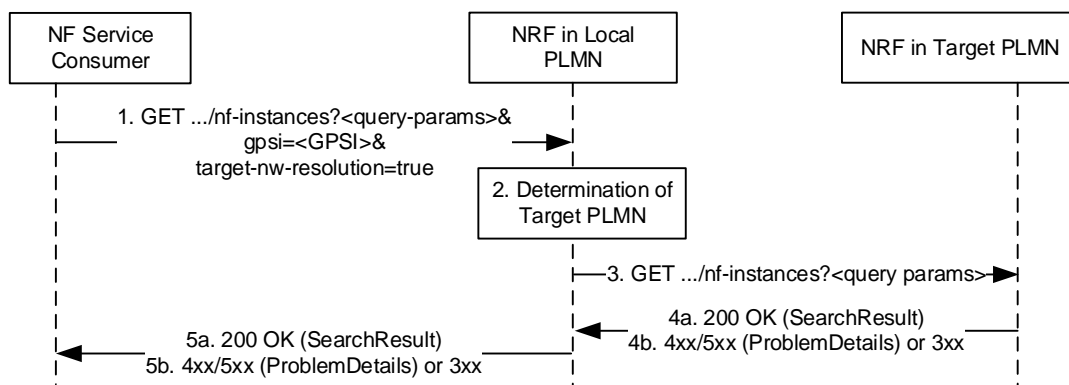 NF Service
Consumer
NRF in Local
PLMN
NRF in Target PLMN
1. GET .../nf-instances?<query-params>&
gpsi=<GPSI>&
target-nw-resolution=true
2. Determination of
Target PLMN
3. GET .../nf-instances?<query params>
4a. 200 OK (SearchResult)
4b. 4xx/5xx (ProblemDetails) or 3xx
5a. 200 OK (SearchResult)
5b. 4xx/5xx (ProblemDetails) or 3xx